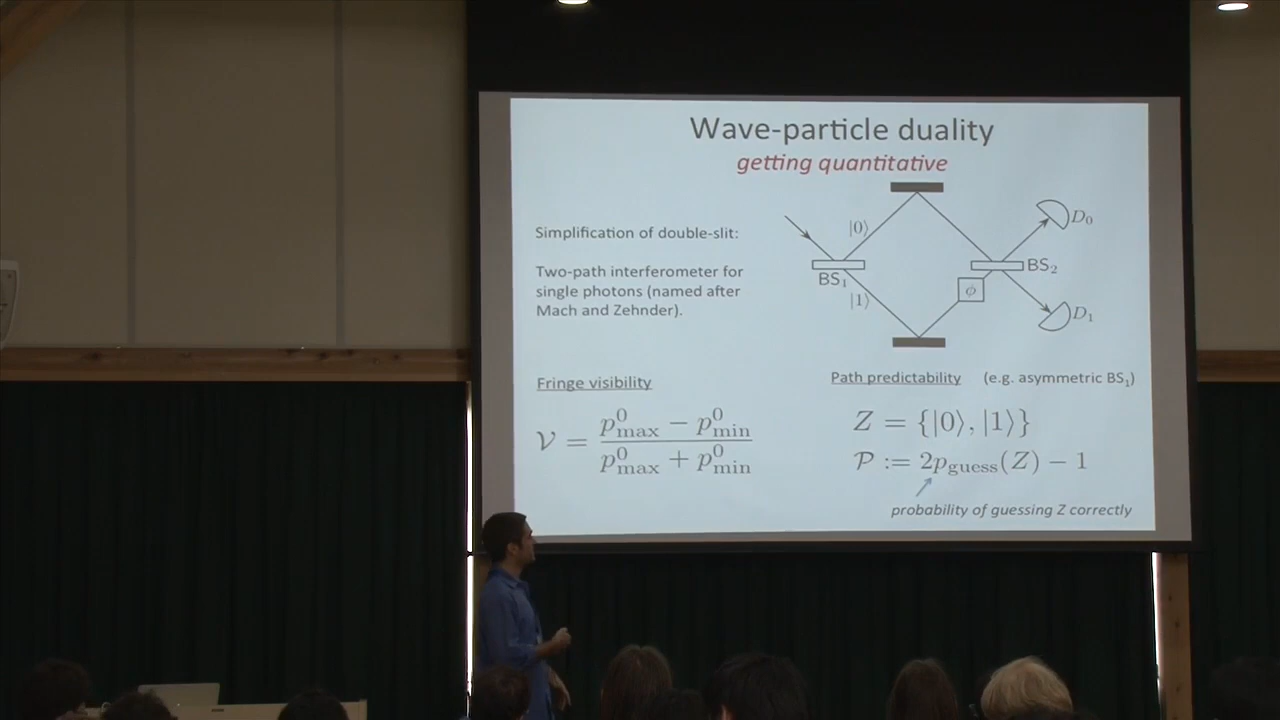 Wave-particle duality
getting quantitative
Simplification of double-slit:
Two-path interferometer for
single photons (named after
Mach and Zehnder).
|0⟩
BS₁
|1⟩
ϕ
BS₂
D₀
D₁
Fringe visibility
𝒱 = (p⁰max − p⁰min) / (p⁰max + p⁰min)
Path predictability (e.g. asymmetric BS₁)
Z = {|0⟩, |1⟩}
𝒫 := 2pguess(Z) − 1
probability of guessing Z correctly